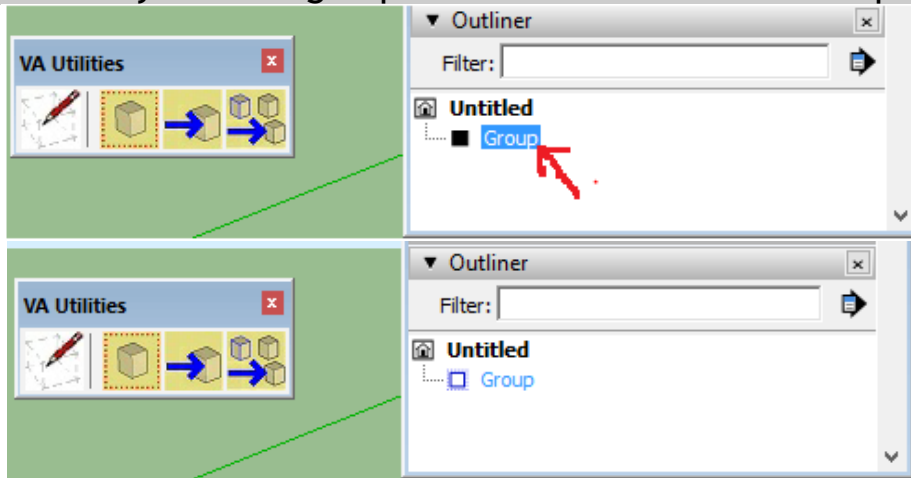 ▼ Outliner
VA Utilities
Filter:
Untitled
Group
▼ Outliner
VA Utilities
Filter:
Untitled
Group